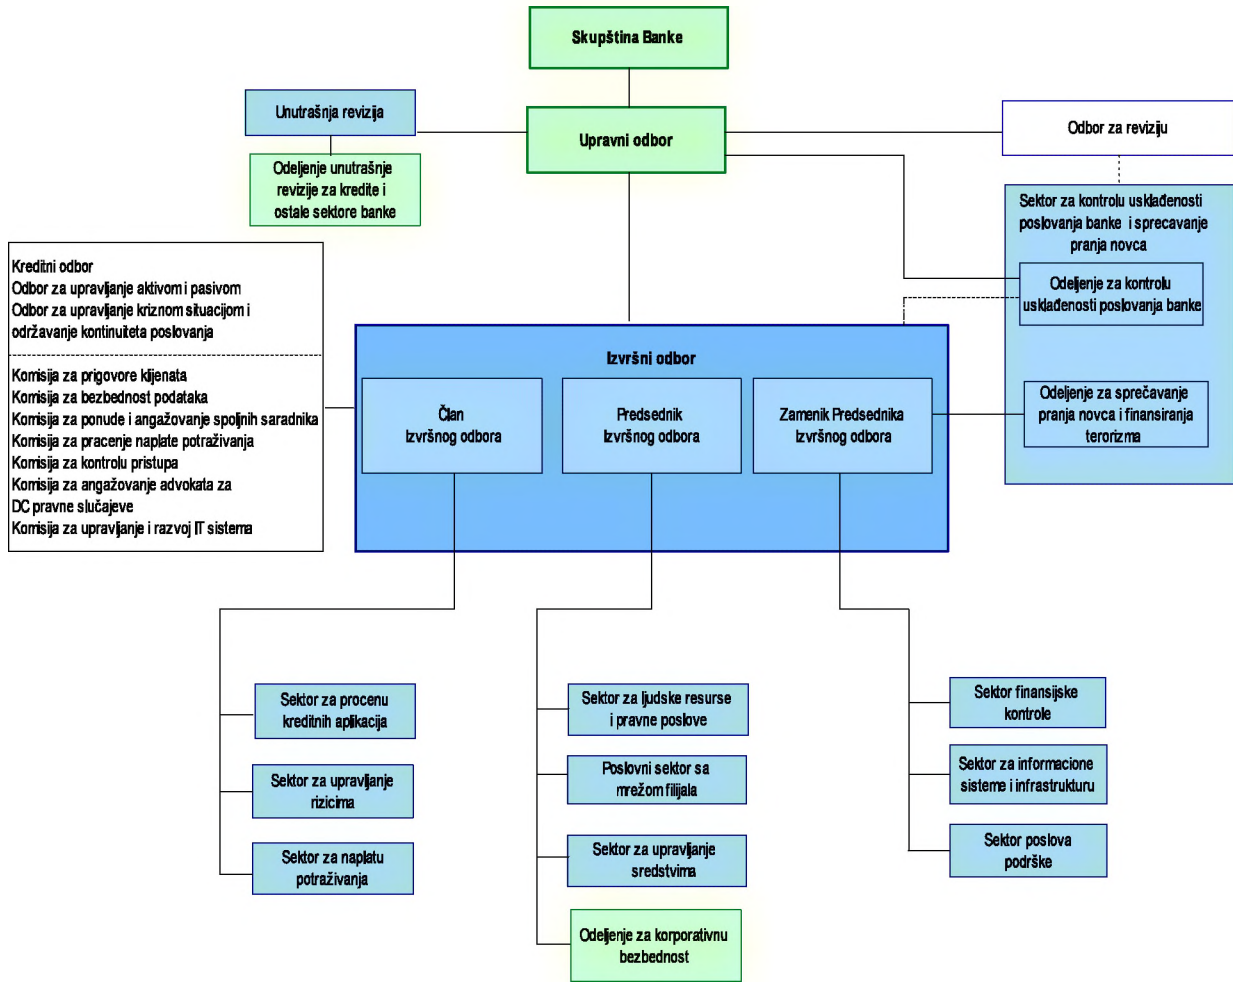 Skupština Banke
Unutrašnja revizija
Upravni odbor
Odbor za reviziju
Odeljenje unutrašnje
revizije za kredite i
ostale sektore banke
Sektor za kontrolu usklađenosti
poslovanja banke i sprecavanje
pranja novca
Odeljenje za kontrolu
usklađenosti poslovanja banke
Odeljenje za sprečavanje
pranja novca i finansiranja
terorizma
Kreditni odbor
Odbor za upravljanje aktivom i pasivom
Odbor za upravljanje kriznom situacijom i
održavanje kontinuiteta poslovanja
Komisija za prigovore klijenata
Komisija za bezbednost podataka
Komisija za ponude i angažovanje spoljnih saradnika
Komisija za pracenje naplate potraživanja
Komisija za kontrolu pristupa
Komisija za angažovanje advokata za
DC pravne slučajeve
Komisija za upravljanje i razvoj IT sistema
Izvršni odbor
Član
Izvršnog odbora
Predsednik
Izvršnog odbora
Zamenik Predsednika
Izvršnog odbora
Sektor za procenu
kreditnih aplikacija
Sektor za upravljanje
rizicima
Sektor za naplatu
potraživanja
Sektor za ljudske resurse
i pravne poslove
Poslovni sektor sa
mrežom filijala
Sektor za upravljanje
sredstvima
Odeljenje za korporativnu
bezbednost
Sektor finansijske
kontrole
Sektor za informacione
sisteme i infrastrukturu
Sektor poslova
podrške